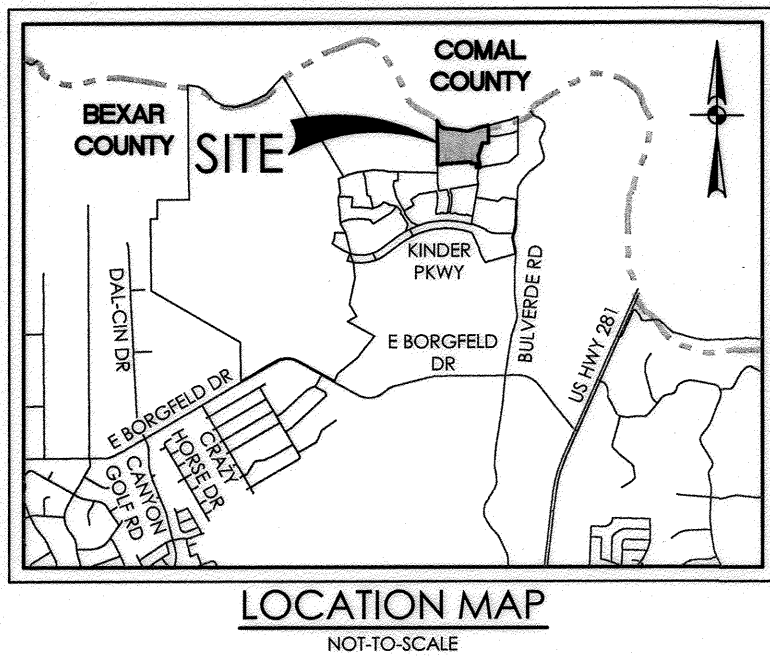 COMAL
COUNTY
BEXAR
COUNTY
SITE
KINDER
PKWY
DAL-CIN DR
BULVERDE RD
US HWY 281
E BORGFELD
DR
E BORGFELD DR
CRAZY
HORSE DR
CANYON
GOLF RD
LOCATION MAP
NOT-TO-SCALE